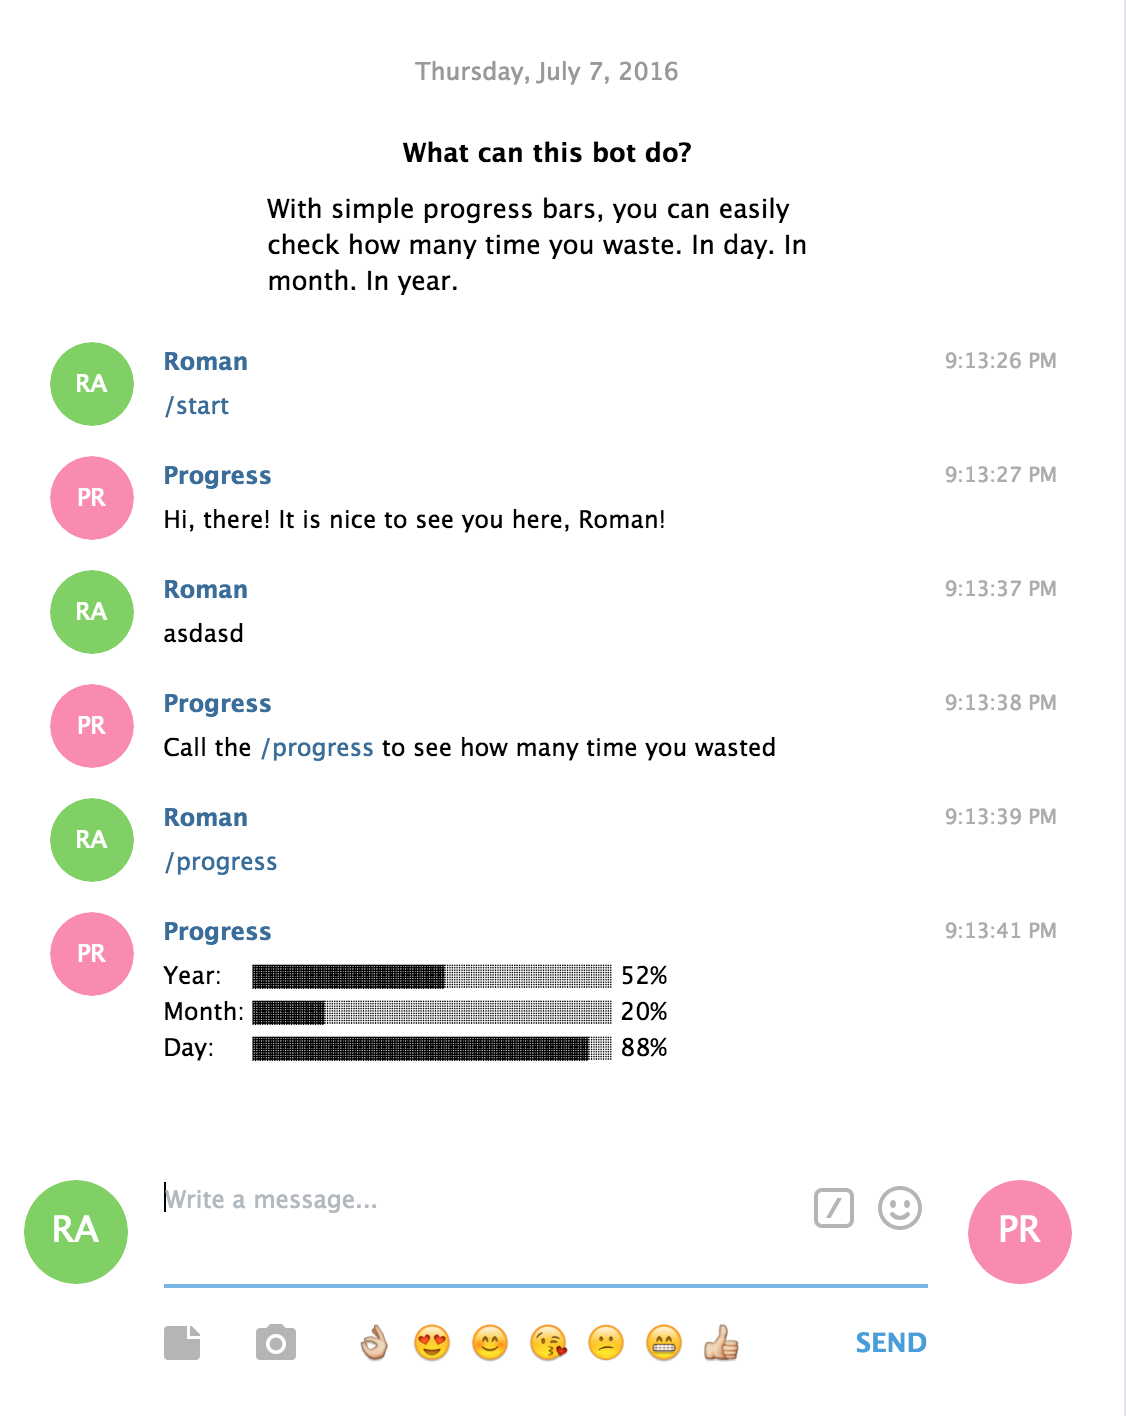 Thursday, July 7, 2016
What can this bot do?
With simple progress bars, you can easily
check how many time you waste. In day. In
month. In year.
RA
Roman
9:13:26 PM
/start
PR
Progress
9:13:27 PM
Hi, there! It is nice to see you here, Roman!
RA
Roman
9:13:37 PM
asdasd
PR
Progress
9:13:38 PM
Call the /progress to see how many time you wasted
RA
Roman
9:13:39 PM
/progress
PR
Progress
9:13:41 PM
Year: 52%
Month: 20%
Day: 88%
RA
Write a message...
PR
SEND